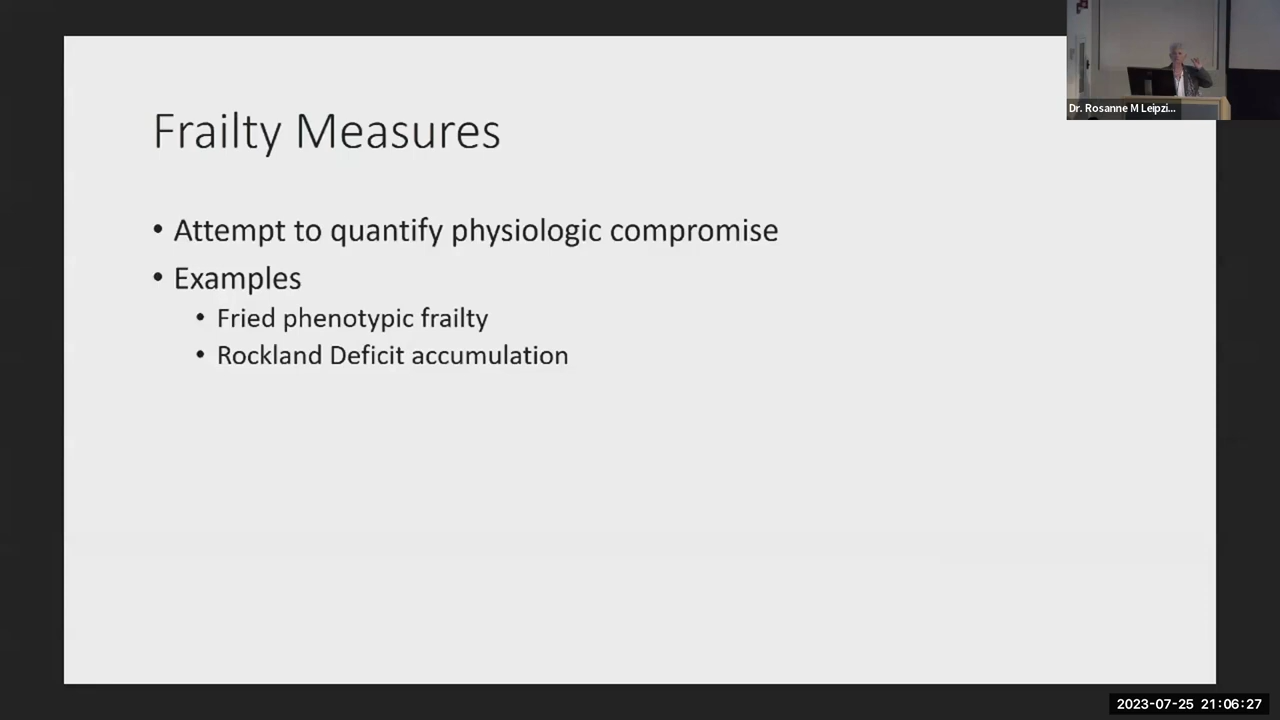 Dr. Rosanne M Leipzi...
Frailty Measures
• Attempt to quantify physiologic compromise
• Examples
• Fried phenotypic frailty
• Rockland Deficit accumulation
2023-07-25 21:06:27